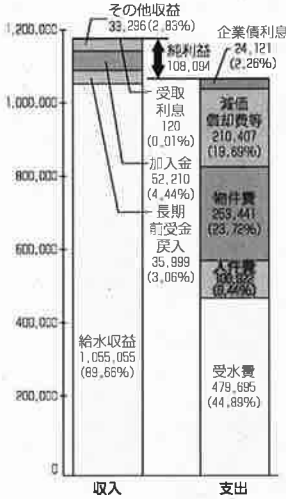 その他収益
33,296 (2.83%)
純利益
108,094
企業債利息
24,121
(2.26%)
1,200,000
1,000,000
800,000
600,000
400,000
200,000
0
受取
利息
120
(0.01%)
加入金
52,210
(4.44%)
長期
前受金
戻入
35,999
(3.06%)
給水収益
1,055,055
(89.66%)
減価
償却費等
210,407
(19.69%)
物件費
253,441
(23.72%)
人件費
100,922
(9.44%)
受水費
479,695
(44.89%)
収入
支出